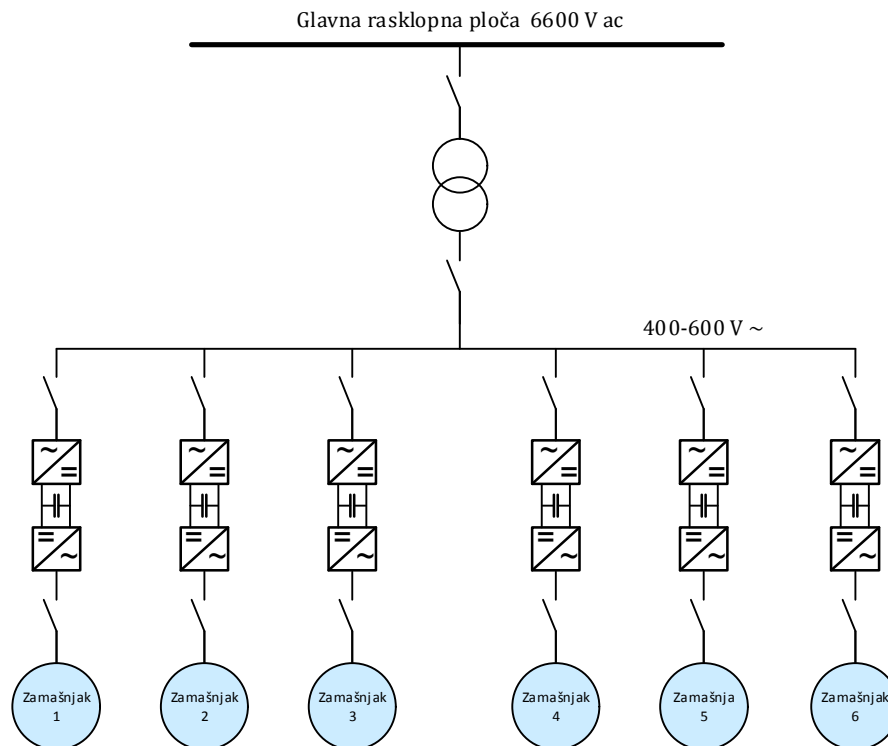 Glavna rasklopna ploča 6600 V ac
400-600 V ~
Zamašnjak
1
Zamašnjak
2
Zamašnjak
3
Zamašnjak
4
Zamašnja
5
Zamašnjak
6